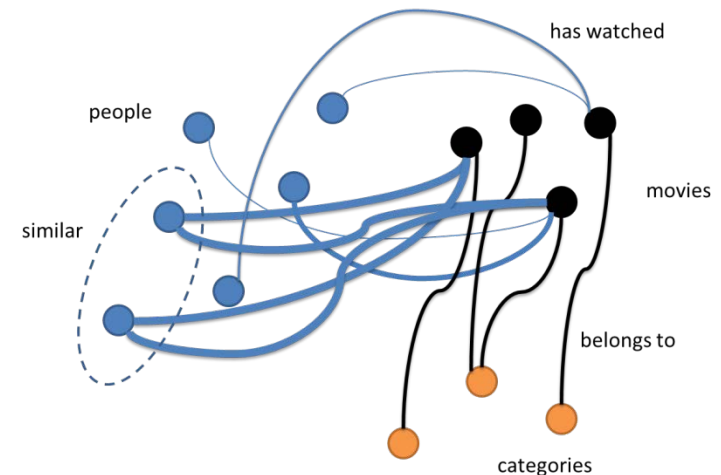 has watched
people
movies
similar
belongs to
categories